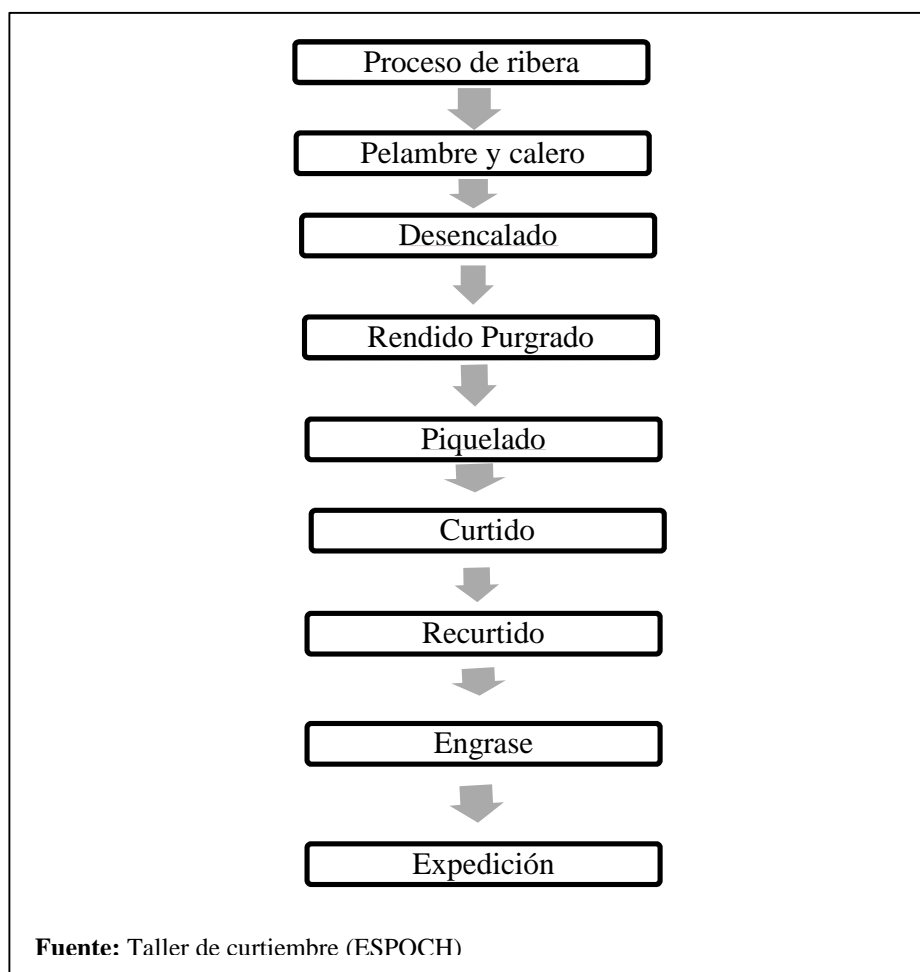 Proceso de ribera
Pelambre y calero
Desencalado
Rendido Purgrado
Piquelado
Curtido
Recurtido
Engrase
Expedición
Fuente: Taller de curtiembre (ESPOCH)